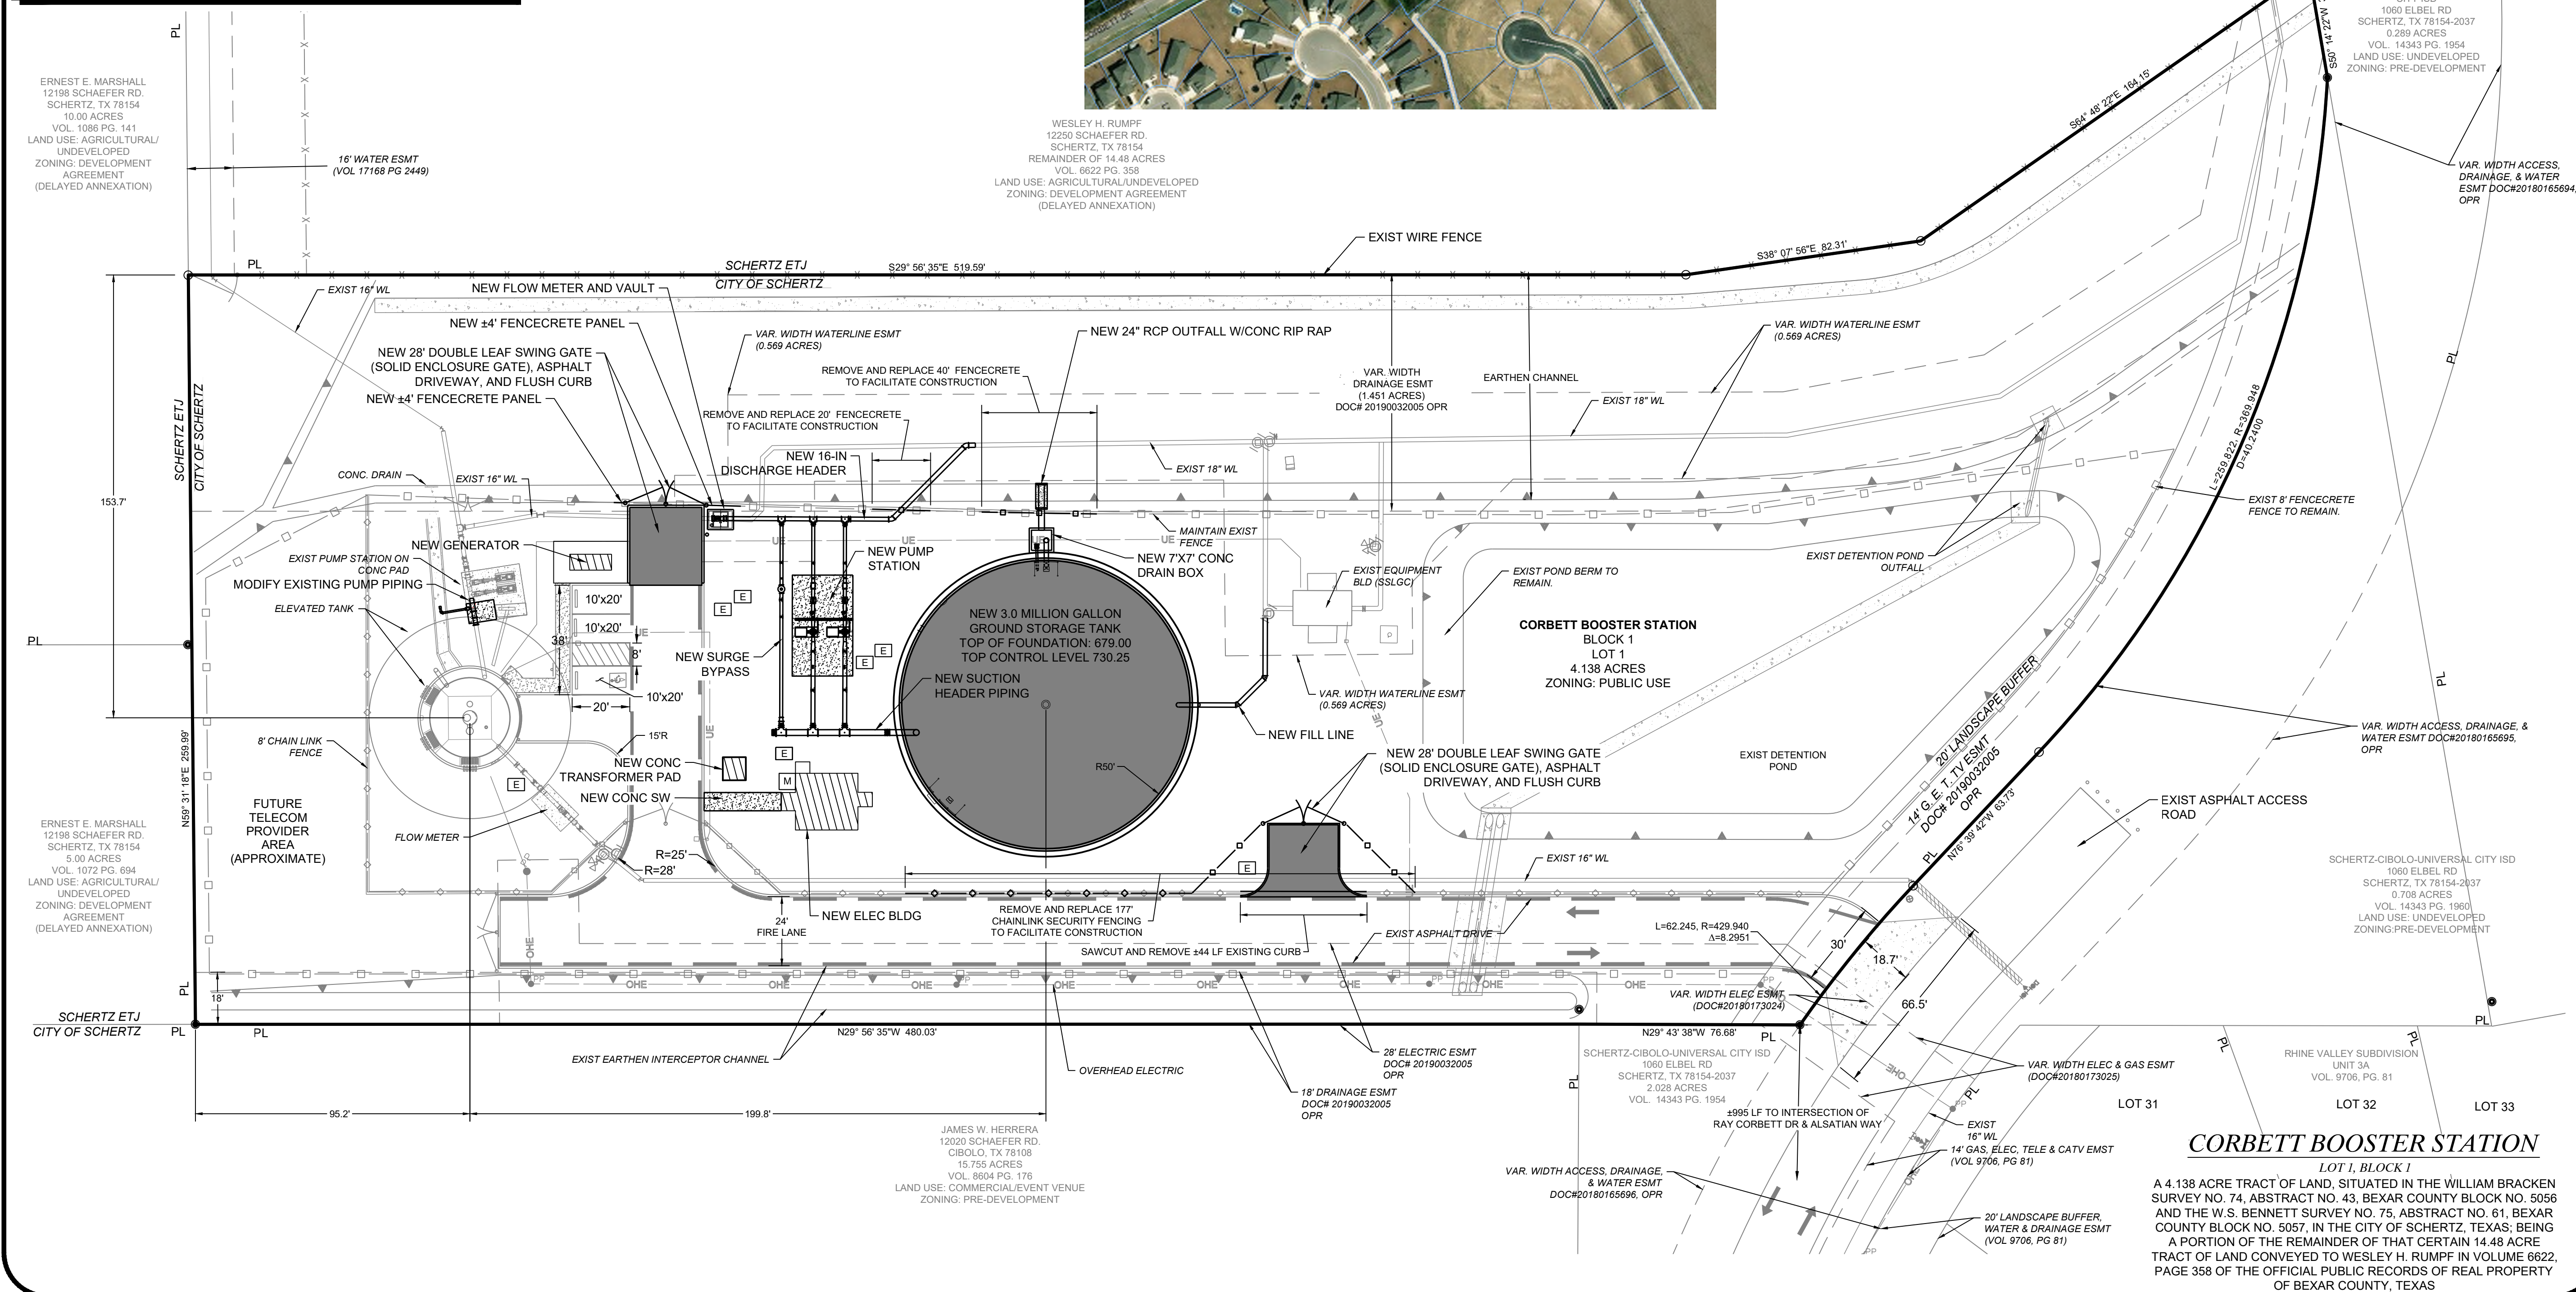 PL
ERNEST E. MARSHALL
12198 SCHAEFER RD.
SCHERTZ, TX 78154
10.00 ACRES
VOL. 1086 PG. 141
LAND USE: AGRICULTURAL/
UNDEVELOPED
ZONING: DEVELOPMENT
AGREEMENT
(DELAYED ANNEXATION)
16' WATER ESMT
(VOL 17168 PG 2449)
CORBETT DR
WESLEY H. RUMPF
12250 SCHAEFER RD.
SCHERTZ, TX 78154
REMAINDER OF 14.48 ACRES
VOL. 6622 PG. 358
LAND USE: AGRICULTURAL/UNDEVELOPED
ZONING: DEVELOPMENT AGREEMENT
(DELAYED ANNEXATION)
1060 ELBEL RD
SCHERTZ, TX 78154-2037
0.289 ACRES
VOL. 14343 PG. 1954
LAND USE: UNDEVELOPED
ZONING: PRE-DEVELOPMENT
S50° 14' 22"W
S64° 48' 22"E 164.15'
VAR. WIDTH ACCESS,
DRAINAGE, & WATER
ESMT DOC#20180165694,
OPR
EXIST WIRE FENCE
S38° 07' 56"E 82.31'
PL
SCHERTZ ETJ
CITY OF SCHERTZ
S29° 56' 35"E 519.59'
EXIST 16" WL
NEW FLOW METER AND VAULT
NEW ±4' FENCECRETE PANEL
NEW 28' DOUBLE LEAF SWING GATE
(SOLID ENCLOSURE GATE), ASPHALT
DRIVEWAY, AND FLUSH CURB
NEW ±4' FENCECRETE PANEL
VAR. WIDTH WATERLINE ESMT
(0.569 ACRES)
NEW 24" RCP OUTFALL W/CONC RIP RAP
REMOVE AND REPLACE 40' FENCECRETE
TO FACILITATE CONSTRUCTION
REMOVE AND REPLACE 20' FENCECRETE
TO FACILITATE CONSTRUCTION
VAR. WIDTH
DRAINAGE ESMT
(1.451 ACRES)
DOC# 20190032005 OPR
EARTHEN CHANNEL
VAR. WIDTH WATERLINE ESMT
(0.569 ACRES)
EXIST 18" WL
PL
SCHERTZ ETJ
CITY OF SCHERTZ
153.7'
CONC. DRAIN
EXIST 16" WL
NEW 16-IN
DISCHARGE HEADER
EXIST 18" WL
L=259.822, R=369.948
D=40.2400
EXIST 8' FENCECRETE
FENCE TO REMAIN.
MAINTAIN EXIST
FENCE
UE
UE
UE
UE
NEW GENERATOR
EXIST PUMP STATION ON
CONC PAD
MODIFY EXISTING PUMP PIPING
ELEVATED TANK
NEW PUMP
STATION
NEW 7'X7' CONC
DRAIN BOX
EXIST EQUIPMENT
BLD (SSLGC)
EXIST POND BERM TO
REMAIN.
EXIST DETENTION POND
OUTFALL
10'x20'
10'x20'
38'
8'
UE
10'x20'
20'
E
E
E
E
NEW 3.0 MILLION GALLON
GROUND STORAGE TANK
TOP OF FOUNDATION: 679.00
TOP CONTROL LEVEL 730.25
CORBETT BOOSTER STATION
BLOCK 1
LOT 1
4.138 ACRES
ZONING: PUBLIC USE
PL
NEW SURGE
BYPASS
NEW SUCTION
HEADER PIPING
VAR. WIDTH WATERLINE ESMT
(0.569 ACRES)
UE
UE
PL
20' LANDSCAPE BUFFER
14' G. E. T. TV ESMT
DOC# 20190032005
OPR
VAR. WIDTH ACCESS, DRAINAGE, &
WATER ESMT DOC#20180165695,
OPR
N59° 31' 18"E 259.99'
8' CHAIN LINK
FENCE
15'R
NEW CONC
TRANSFORMER PAD
E
M
E
NEW CONC SW
R50'
NEW FILL LINE
NEW 28' DOUBLE LEAF SWING GATE
(SOLID ENCLOSURE GATE), ASPHALT
DRIVEWAY, AND FLUSH CURB
EXIST DETENTION
POND
EXIST ASPHALT ACCESS
ROAD
FUTURE
TELECOM
PROVIDER
AREA
(APPROXIMATE)
FLOW METER
ERNEST E. MARSHALL
12198 SCHAEFER RD.
SCHERTZ, TX 78154
5.00 ACRES
VOL. 1072 PG. 694
LAND USE: AGRICULTURAL/
UNDEVELOPED
ZONING: DEVELOPMENT
AGREEMENT
(DELAYED ANNEXATION)
R=25'
R=28'
E
EXIST 16" WL
PL
N76° 39' 42"W 63.73'
SCHERTZ-CIBOLO-UNIVERSAL CITY ISD
1060 ELBEL RD
SCHERTZ, TX 78154-2037
0.708 ACRES
VOL. 14343 PG. 1960
LAND USE: UNDEVELOPED
ZONING:PRE-DEVELOPMENT
NEW ELEC BLDG
24'
FIRE LANE
REMOVE AND REPLACE 177'
CHAINLINK SECURITY FENCING
TO FACILITATE CONSTRUCTION
SAWCUT AND REMOVE ±44 LF EXISTING CURB
EXIST ASPHALT DRIVE
L=62.245, R=429.940
Δ=8.2951
30'
18.7'
66.5'
OHE
PP
OHE
OHE
PP
OHE
OHE
PP
OHE
OHE
PP
VAR. WIDTH ELEC ESMT
(DOC#20180173024)
PL
18'
SCHERTZ ETJ
CITY OF SCHERTZ
PL
PL
N29° 56' 35"W 480.03'
N29° 43' 38"W 76.68'
PL
PL
EXIST EARTHEN INTERCEPTOR CHANNEL
OVERHEAD ELECTRIC
28' ELECTRIC ESMT
DOC# 20190032005
OPR
18' DRAINAGE ESMT
DOC# 20190032005
OPR
SCHERTZ-CIBOLO-UNIVERSAL CITY ISD
1060 ELBEL RD
SCHERTZ, TX 78154-2037
2.028 ACRES
VOL. 14343 PG. 1954
PL
±995 LF TO INTERSECTION OF
RAY CORBETT DR & ALSATIAN WAY
OHE
PP
PL
VAR. WIDTH ELEC & GAS ESMT
(DOC#20180173025)
PL
PL
RHINE VALLEY SUBDIVISION
UNIT 3A
VOL. 9706, PG. 81
LOT 31
LOT 32
LOT 33
95.2'
199.8'
JAMES W. HERRERA
12020 SCHAEFER RD.
CIBOLO, TX 78108
15.755 ACRES
VOL. 8604 PG. 176
LAND USE: COMMERCIAL/EVENT VENUE
ZONING: PRE-DEVELOPMENT
EXIST
16" WL
14' GAS, ELEC, TELE & CATV EMST
(VOL 9706, PG 81)
OHE
VAR. WIDTH ACCESS, DRAINAGE,
& WATER ESMT
DOC#20180165696, OPR
20' LANDSCAPE BUFFER,
WATER & DRAINAGE ESMT
(VOL 9706, PG 81)
PP
CORBETT BOOSTER STATION
LOT 1, BLOCK 1
A 4.138 ACRE TRACT OF LAND, SITUATED IN THE WILLIAM BRACKEN
SURVEY NO. 74, ABSTRACT NO. 43, BEXAR COUNTY BLOCK NO. 5056
AND THE W.S. BENNETT SURVEY NO. 75, ABSTRACT NO. 61, BEXAR
COUNTY BLOCK NO. 5057, IN THE CITY OF SCHERTZ, TEXAS; BEING
A PORTION OF THE REMAINDER OF THAT CERTAIN 14.48 ACRE
TRACT OF LAND CONVEYED TO WESLEY H. RUMPF IN VOLUME 6622,
PAGE 358 OF THE OFFICIAL PUBLIC RECORDS OF REAL PROPERTY
OF BEXAR COUNTY, TEXAS